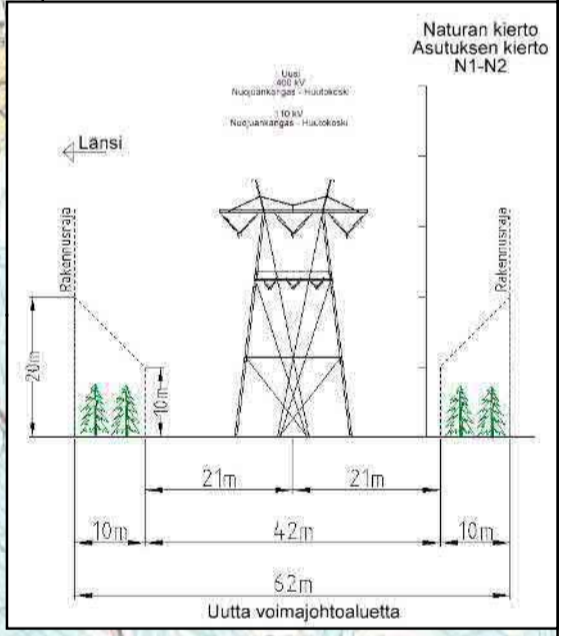 Naturan kierto
Asutuksen kierto
N1-N2
Uusi
400 kV
Nuojuankangas - Huutokoski
110 kV
Nuojuankangas - Huutokoski
Länsi
Rakennusraja
Rakennusraja
20m
10m
21m
21m
10m
42m
10m
62m
Uutta voimajohtoaluetta